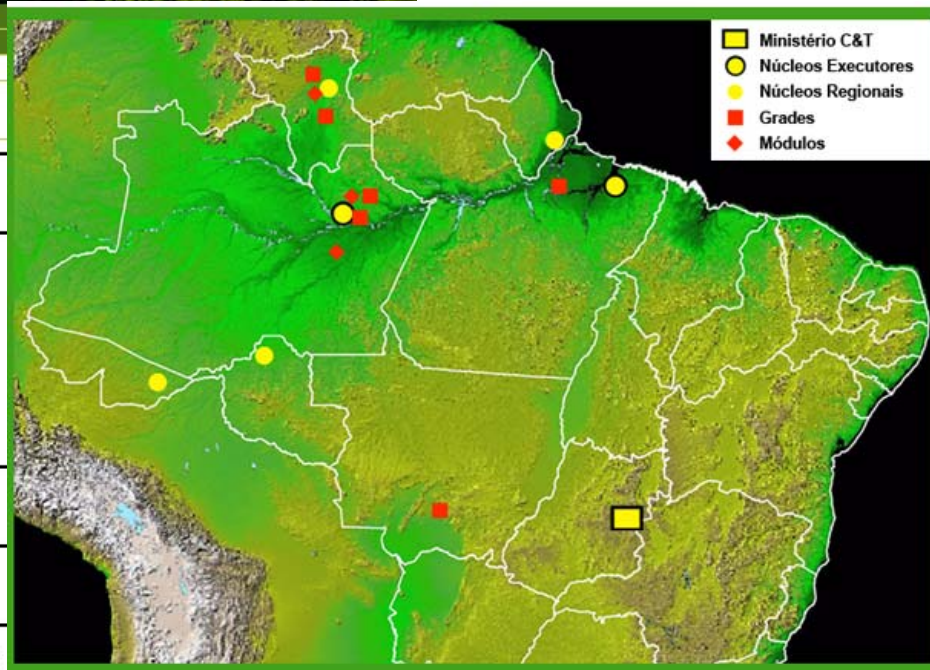 Ministério C&T
Núcleos Executores
Núcleos Regionais
Grades
Módulos